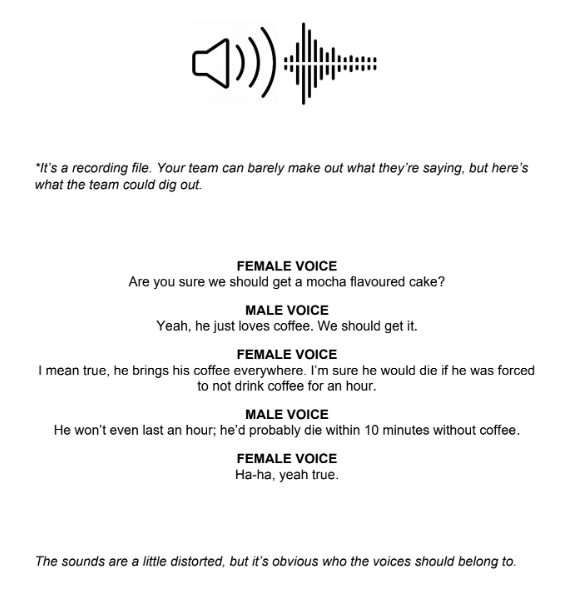 *It's a recording file. Your team can barely make out what they're saying, but here's
what the team could dig out.
FEMALE VOICE
Are you sure we should get a mocha flavoured cake?
MALE VOICE
Yeah, he just loves coffee. We should get it.
FEMALE VOICE
I mean true, he brings his coffee everywhere. I'm sure he would die if he was forced
to not drink coffee for an hour.
MALE VOICE
He won't even last an hour; he'd probably die within 10 minutes without coffee.
FEMALE VOICE
Ha-ha, yeah true.
The sounds are a little distorted, but it's obvious who the voices should belong to.